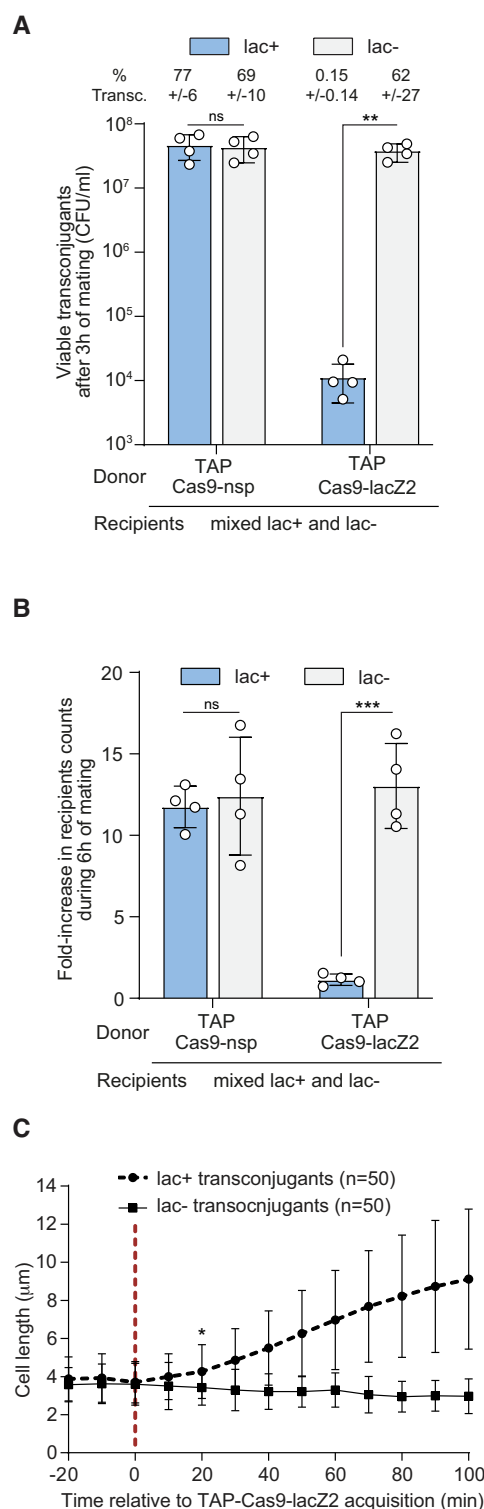 A
lac+ lac-
% 77 69 0.15 62
Transc. +/-6 +/-10 +/-0.14 +/-27
ns **
Viable transconjugants
after 3h of mating (CFU/ml)
10⁸
10⁷
10⁶
10⁵
10⁴
10³
Donor TAP Cas9-nsp TAP Cas9-lacZ2
Recipients mixed lac+ and lac-
B
lac+ lac-
ns ***
Fold-increase in recipients counts
during 6h of mating
20
15
10
5
0
Donor TAP Cas9-nsp TAP Cas9-lacZ2
Recipients mixed lac+ and lac-
C
lac+ transconjugants (n=50)
lac- transocnjugants (n=50)
Cell length (μm)
14
12
10
8
6
4
2
0
*
-20 0 20 40 60 80 100
Time relative to TAP-Cas9-lacZ2 acquisition (min)